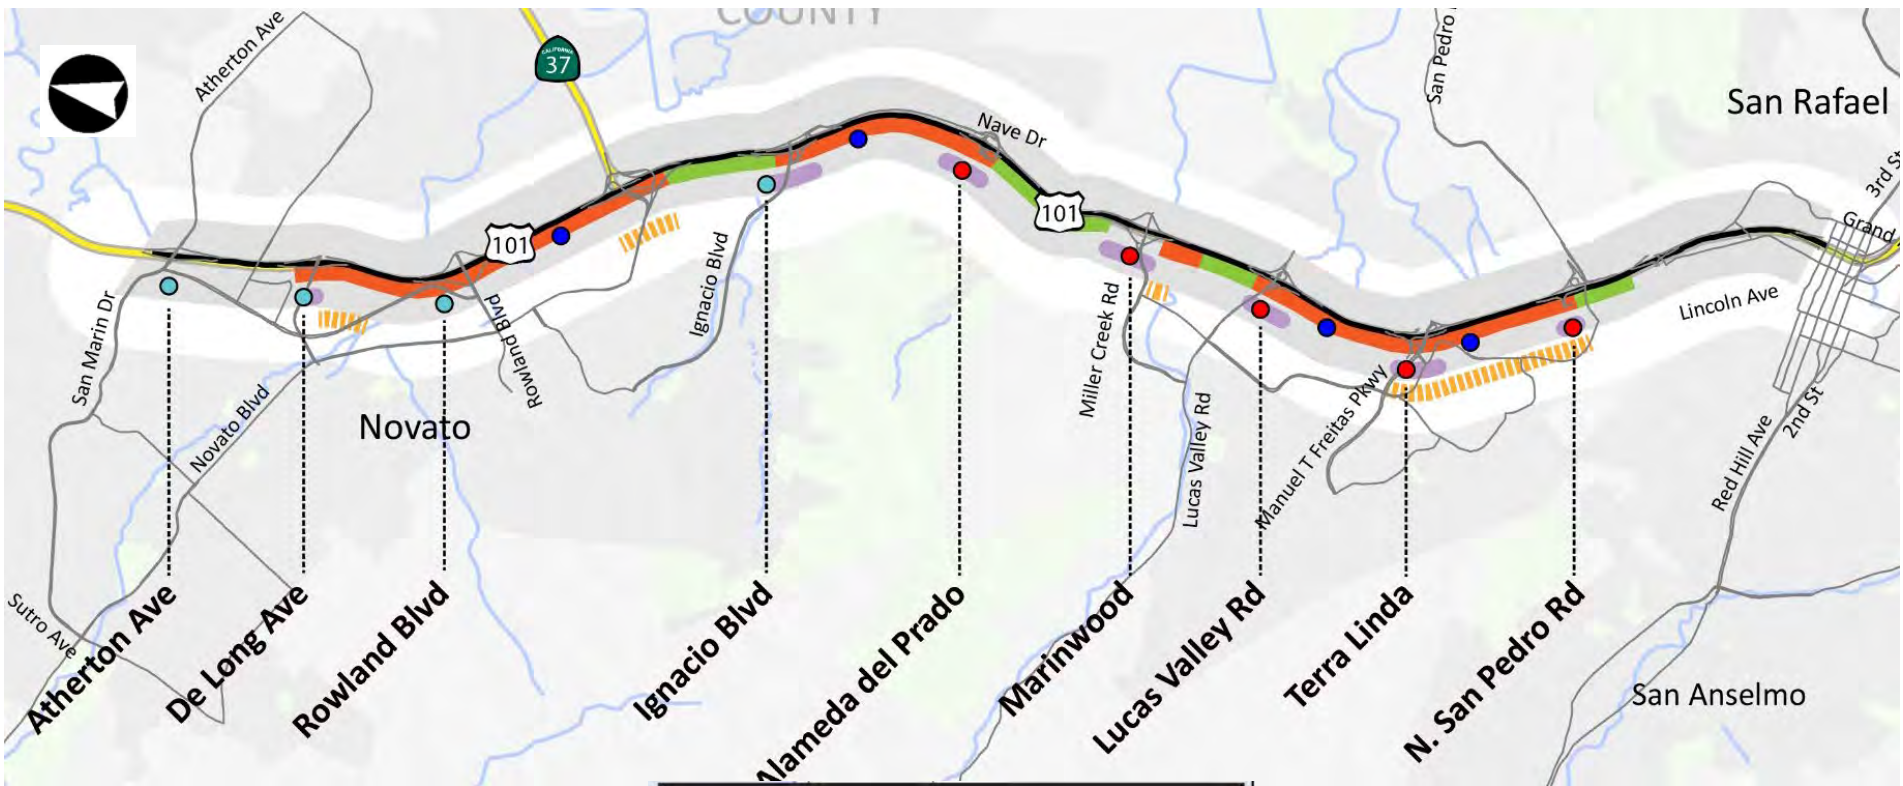 COUNTY
CALIFORNIA
37
Atherton Ave
San Pedro
San Rafael
Nave Dr
3rd St
Grand
101
101
Ignacio Blvd
San Marin Dr
Rowland Blvd
Rowland Blvd
Miller Creek Rd
Lincoln Ave
Novato Blvd
Novato
Lucas Valley Rd
Manuel T Freitas Pkwy
Red Hill Ave
2nd St
Sutro Ave
Atherton Ave
De Long Ave
Rowland Blvd
Ignacio Blvd
Alameda del Prado
Marinwood
Lucas Valley Rd
Terra Linda
N. San Pedro Rd
San Anselmo